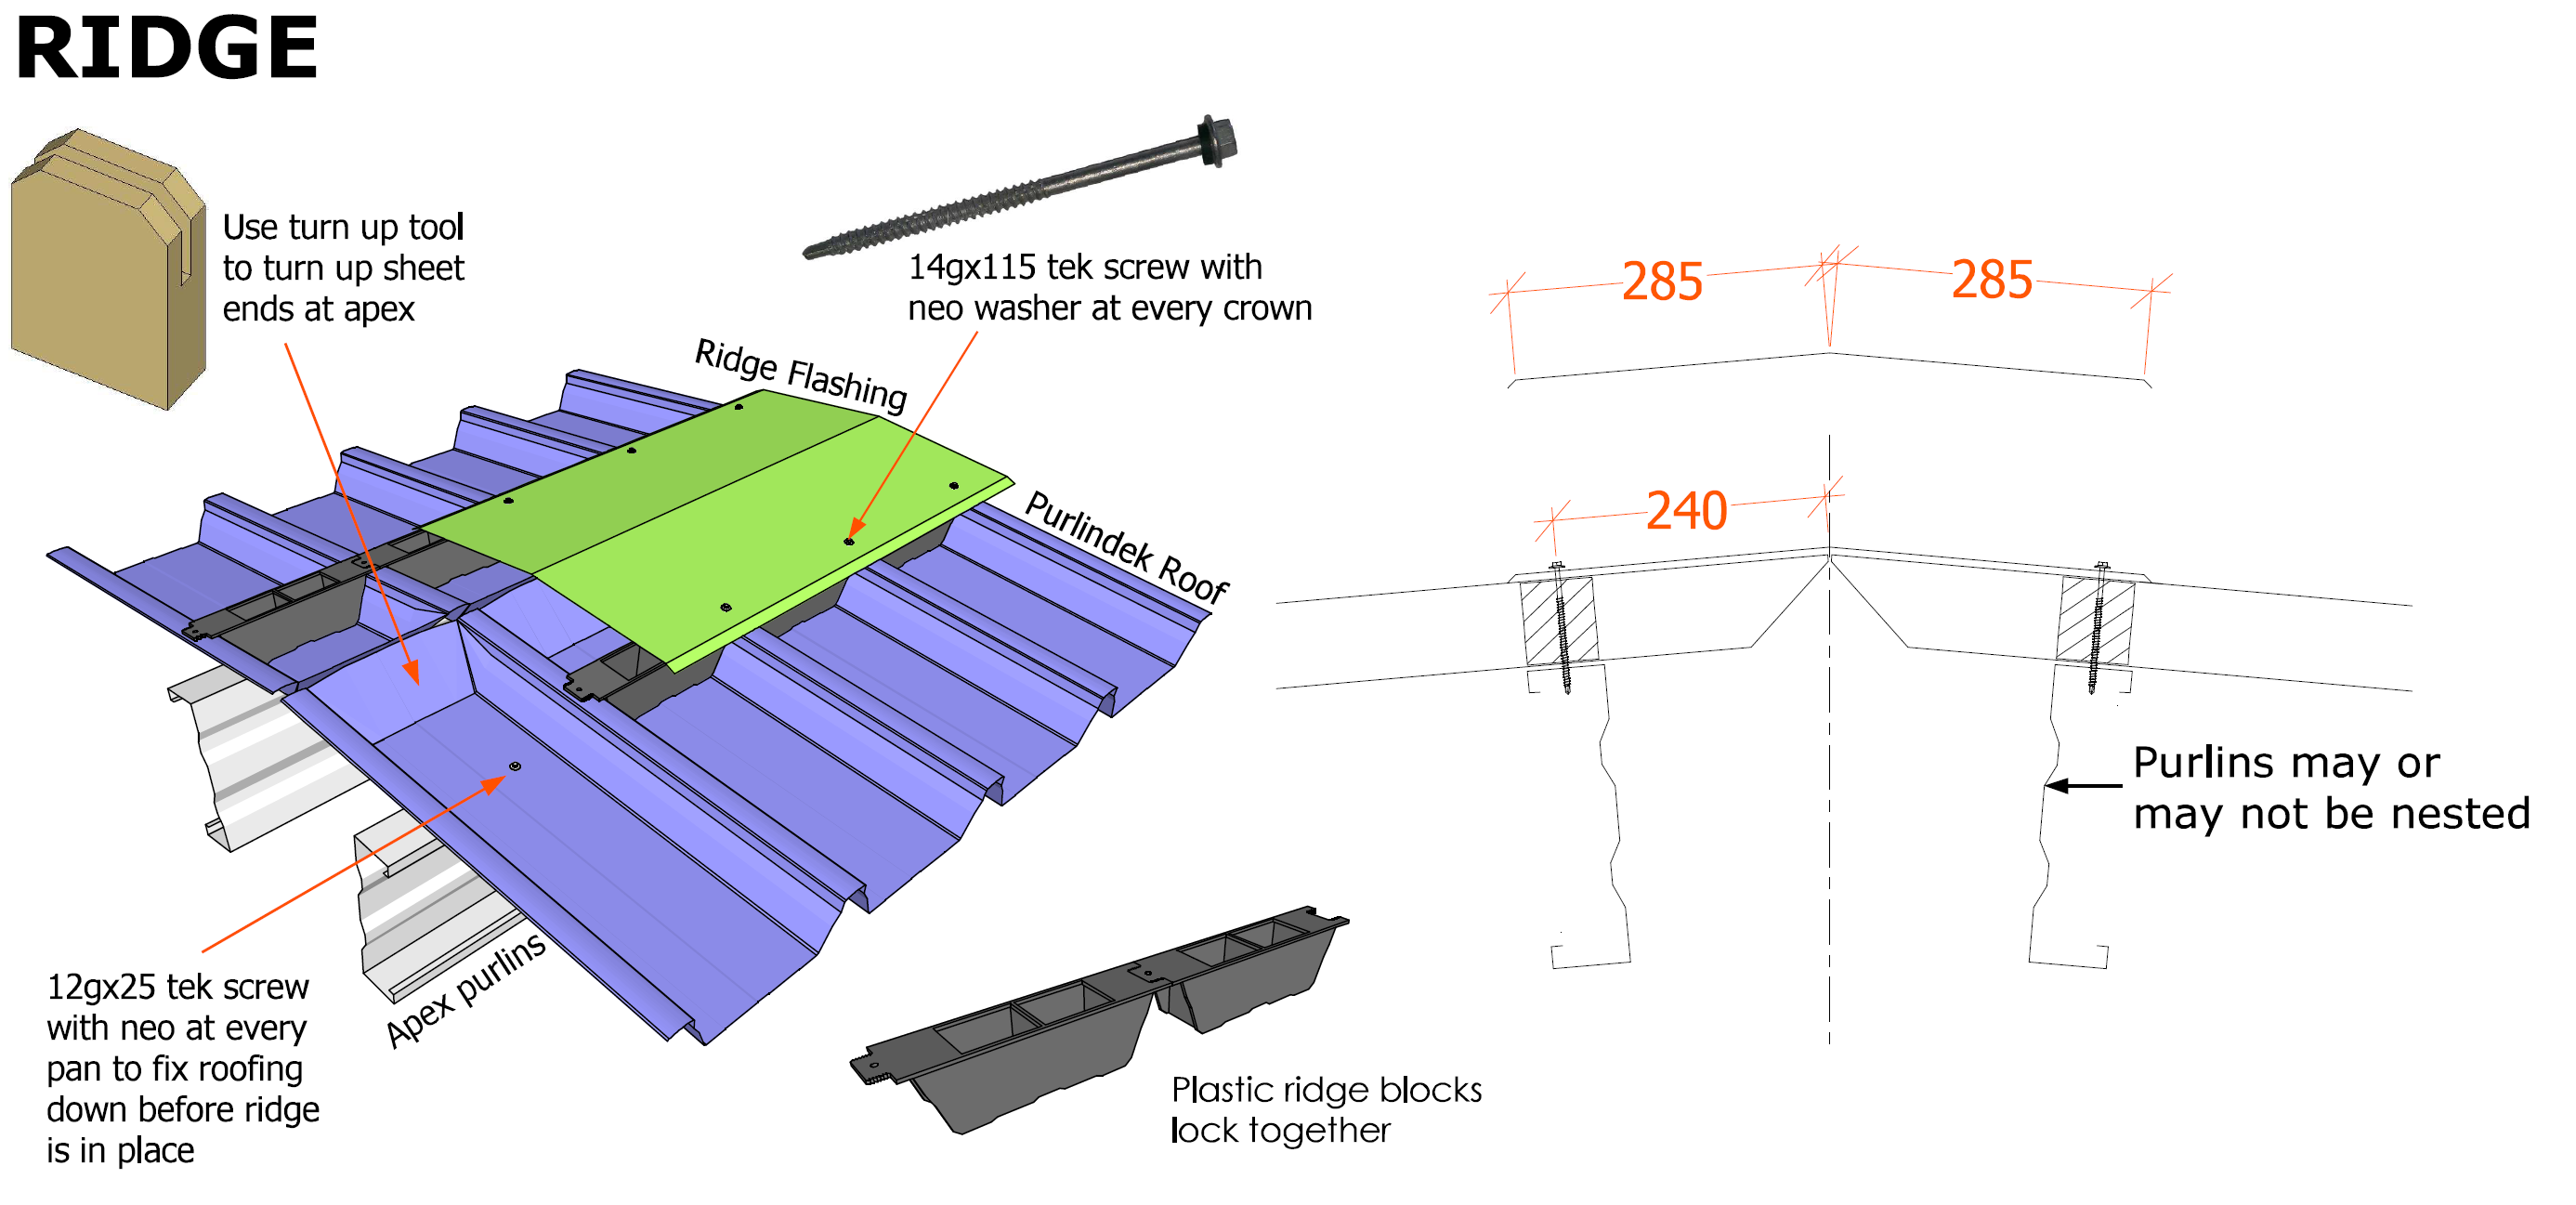 RIDGE
Use turn up tool
to turn up sheet
ends at apex
14gx115 tek screw with
neo washer at every crown
Ridge Flashing
Purlindek Roof
285
285
240
Purlins may or
may not be nested
12gx25 tek screw
with neo at every
pan to fix roofing
down before ridge
is in place
Apex purlins
Plastic ridge blocks
lock together